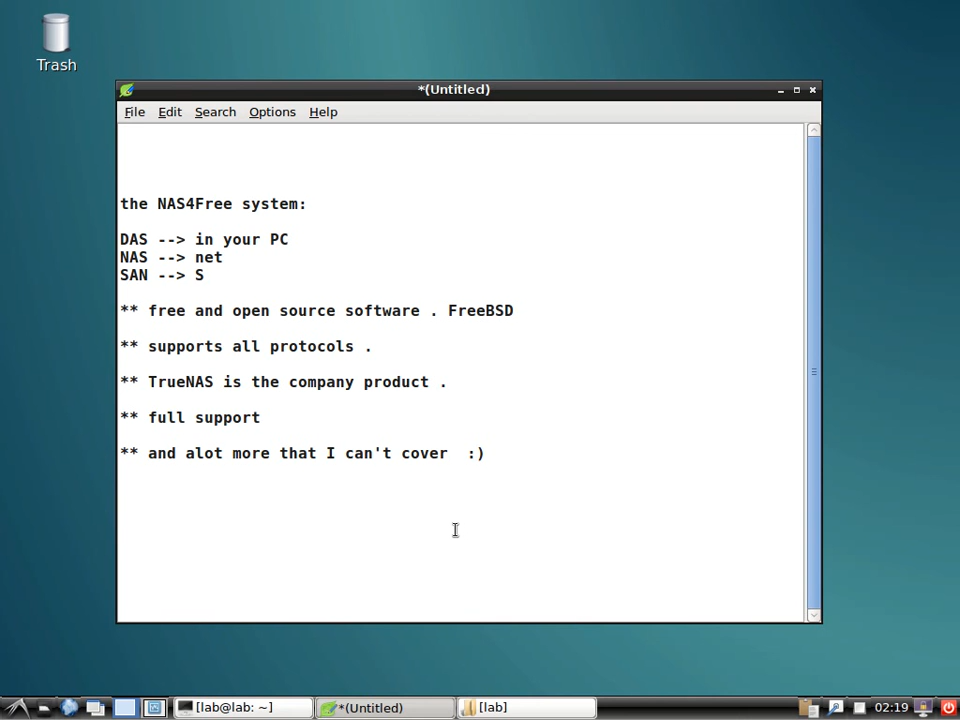 Trash
*(Untitled)
File Edit Search Options Help
the NAS4Free system:
DAS --> in your PC
NAS --> net
SAN --> S
** free and open source software . FreeBSD
** supports all protocols .
** TrueNAS is the company product .
** full support
** and alot more that I can't cover  :)
[lab@lab: ~] *(Untitled) [lab] 02:19